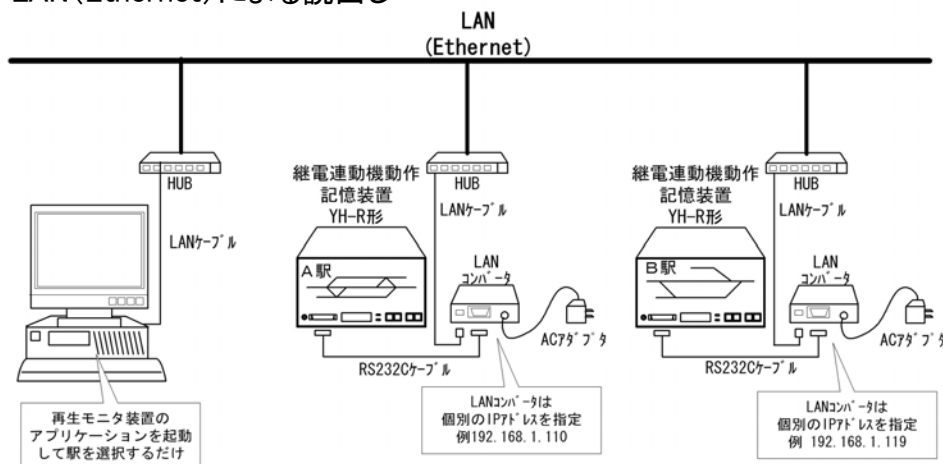 LAN(Ethernet)による読出し
LAN
(Ethernet)
HUB
LANケーブル
継電連動機動作
記憶装置
YH-R形
A駅
HUB
LANケーブル
LAN
コンバータ
ACアダプタ
RS232Cケーブル
継電連動機動作
記憶装置
YH-R形
B駅
HUB
LANケーブル
LAN
コンバータ
ACアダプタ
RS232Cケーブル
再生モニタ装置の
アプリケーションを起動
して駅を選択するだけ
LANコンバータは
個別のIPアドレスを指定
例192.168.1.110
LANコンバータは
個別のIPアドレスを指定
例 192.168.1.119